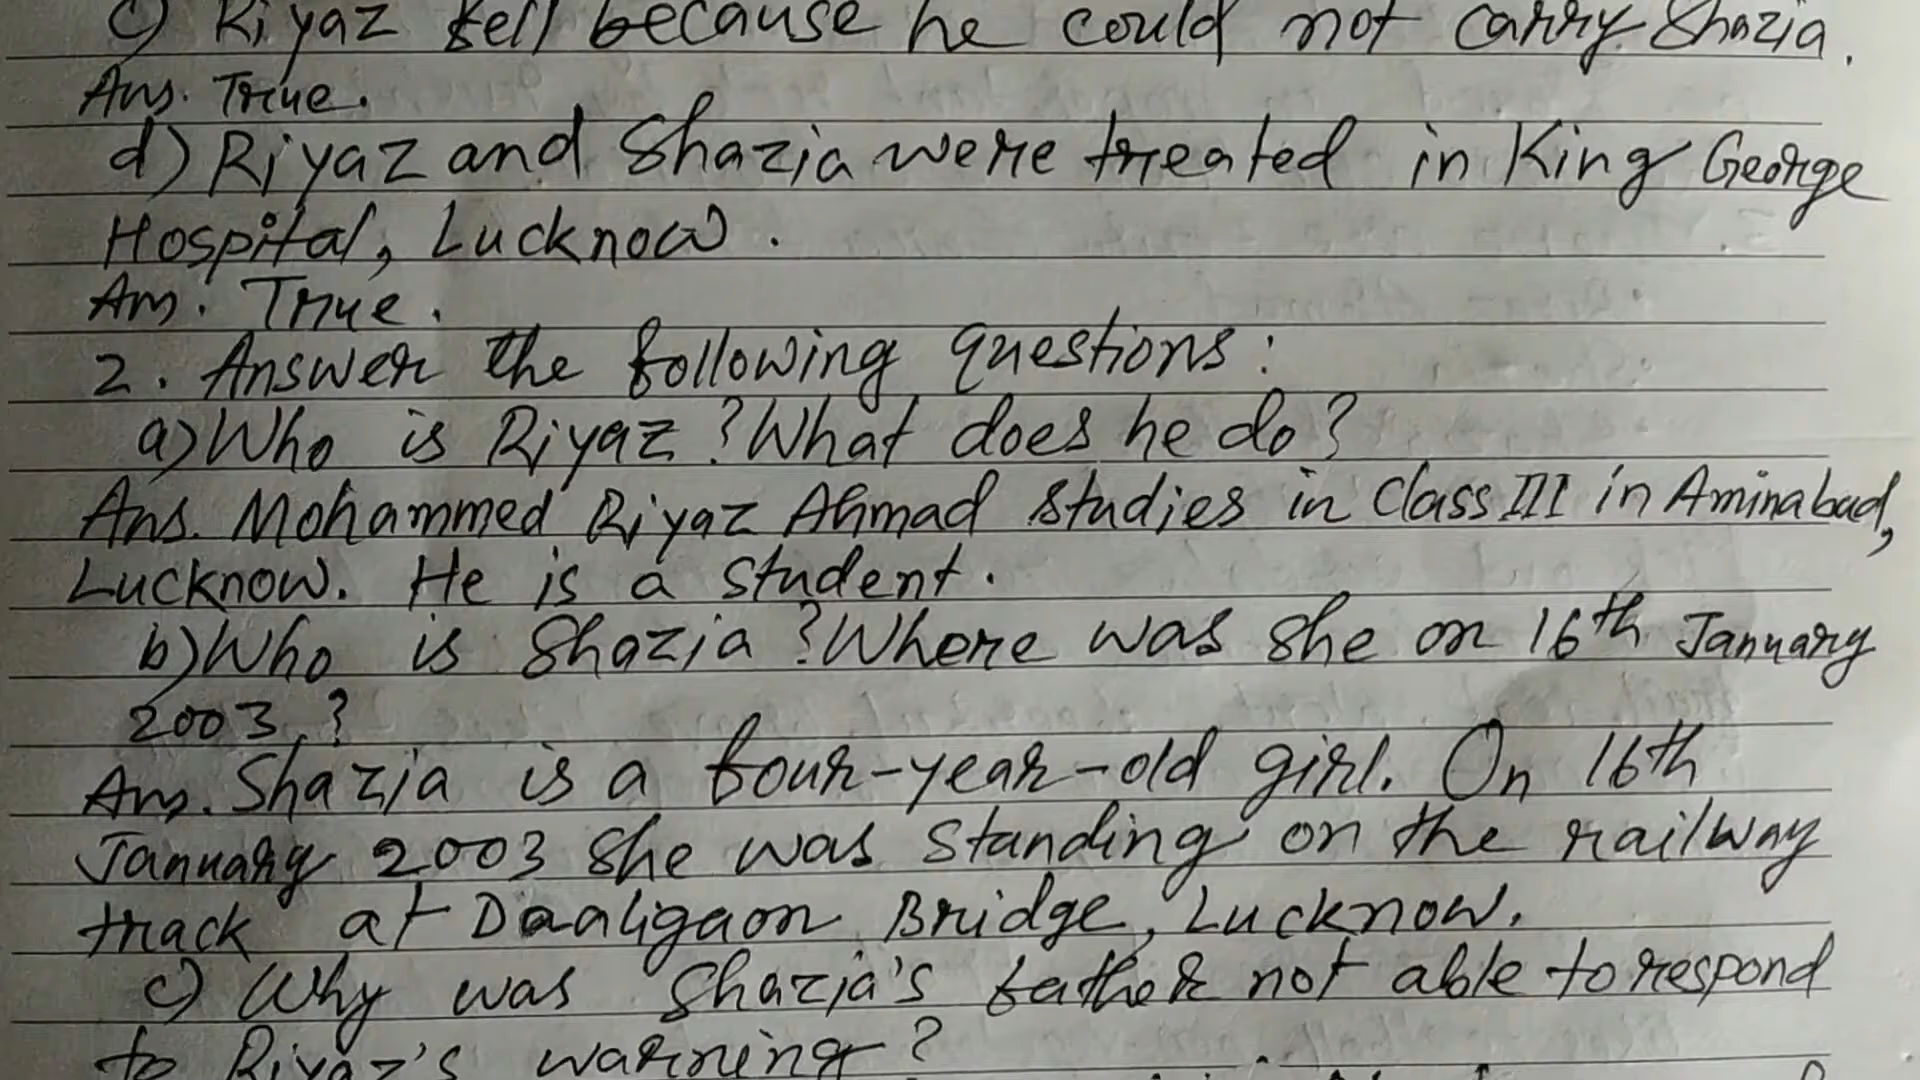 c) Riyaz fell because he could not carry Shazia.
Ans. True.
d) Riyaz and Shazia were treated in King George
Hospital, Lucknow.
Ans. True.
2. Answer the following questions:
a) Who is Riyaz? What does he do?
Ans. Mohammed Riyaz Ahmad studies in Class III in Aminabad,
Lucknow. He is a student.
b) Who is Shazia? Where was she on 16th January
2003.?
Ans. Shazia is a four-year-old girl. On 16th
January 2003 she was standing on the railway
track at Daaligaon Bridge, Lucknow.
c) Why was Shazia's father not able to respond
to Riyaz's warning?